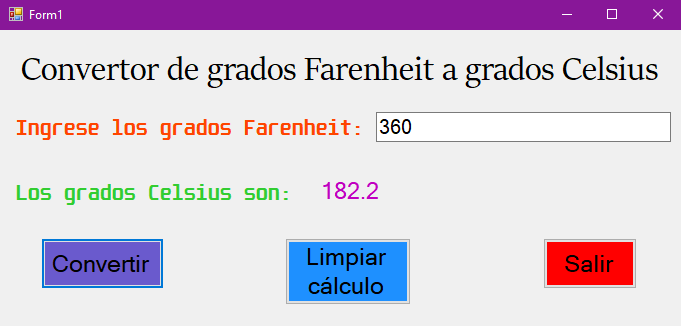 Form1
Convertor de grados Farenheit a grados Celsius
Ingrese los grados Farenheit: 360
Los grados Celsius son: 182.2
Convertir
Limpiar
cálculo
Salir